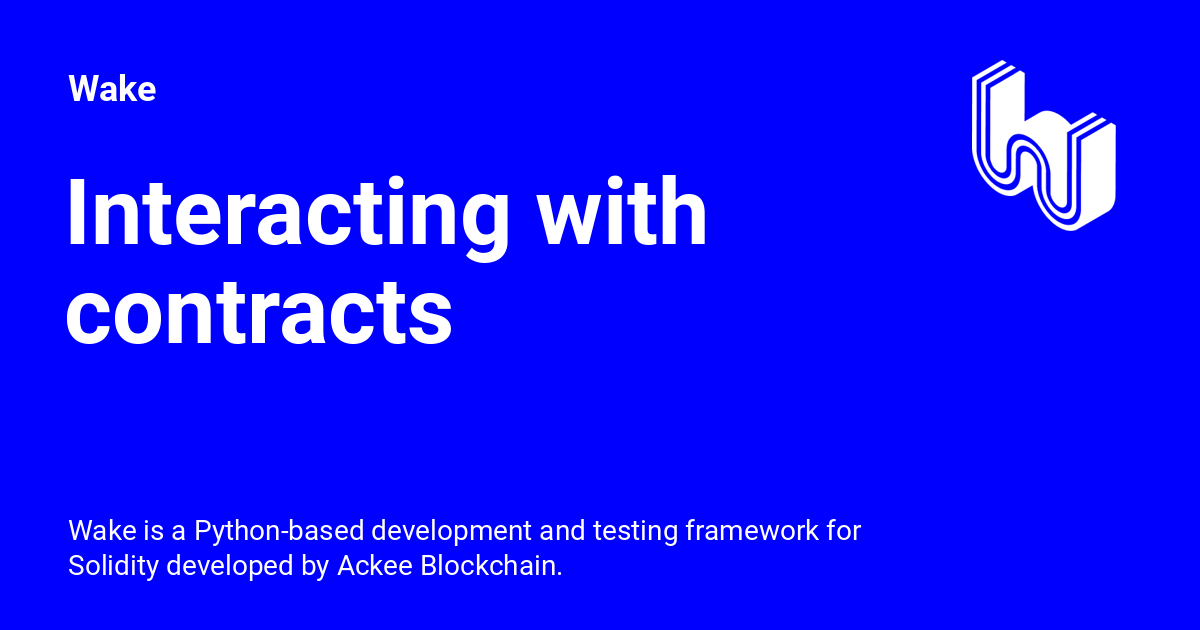 Wake
Interacting with
contracts
Wake is a Python-based development and testing framework for
Solidity developed by Ackee Blockchain.